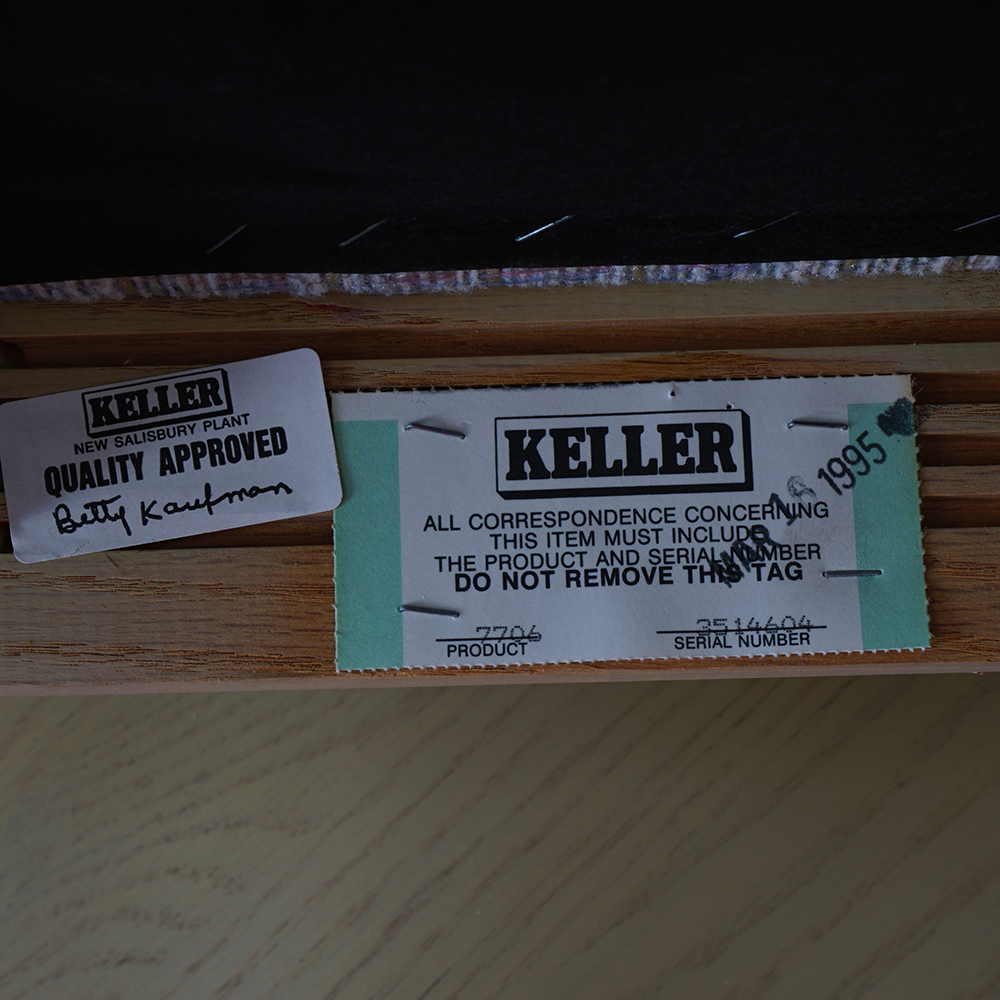 KELLER
NEW SALISBURY PLANT
QUALITY APPROVED
Betty Kaufman
KELLER
ALL CORRESPONDENCE CONCERNING
THIS ITEM MUST INCLUDE
THE PRODUCT AND SERIAL NUMBER
DO NOT REMOVE THIS TAG
MAR 1995
7706
PRODUCT
3514604
SERIAL NUMBER